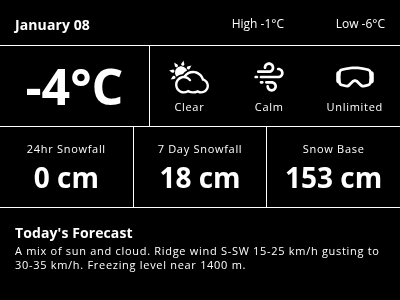 January 08 High -1°C Low -6°C
-4°C
Clear Calm Unlimited
24hr Snowfall 7 Day Snowfall Snow Base
0 cm 18 cm 153 cm
Today's Forecast
A mix of sun and cloud. Ridge wind S-SW 15-25 km/h gusting to
30-35 km/h. Freezing level near 1400 m.